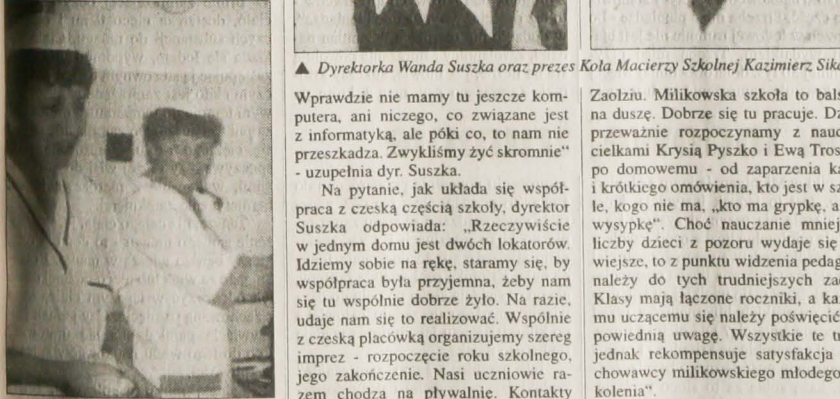 ▲ Dyrektorka Wanda Suszka oraz prezes Koła Macierzy Szkolnej Kazimierz
Wprawdzie nie mamy tu jeszcze kom-
putera, ani niczego, co związane jest
z informatyką, ale póki co, to nam nie
przeszkadza. Zwykliśmy żyć skromnie“
- uzupełnia dyr. Suszka.
Na pytanie, jak układa się współ-
praca z czeską częścią szkoły, dyrektor
Suszka odpowiada: „Rzeczywiście
w jednym domu jest dwóch lokatorów.
Idziemy sobie na rękę, staramy się, by
współpraca była przyjemna, żeby nam
się tu wspólnie dobrze żyło. Na razie,
udaje nam się to realizować. Wspólnie
z czeską placówką organizujemy szereg
imprez - rozpoczęcie roku szkolnego,
jego zakończenie. Nasi uczniowie ra-
zem chodzą na pływalnię. Kontakty
Zaolziu. Milikowska szkoła to
na duszę. Dobrze się tu pracuje.
przeważnie rozpoczynamy z
cielkami Krysią Pyszko i Ewą
po domowemu - od zaparzenia
i krótkiego omówienia, kto jest w
le, kogo nie ma, „kto ma grypkę, a
wysypkę“. Choć nauczanie mniej
liczby dzieci z pozoru wydaje się
wiejsze, to z punktu widzenia
należy do tych trudniejszych
Klasy mają łączone roczniki, a
mu uczącemu się należy poświęcić
powiednią uwagę. Wszystkie te
jednak rekompensuje satysfakcja
chowawcy milikowskiego młodego
kolenia“.